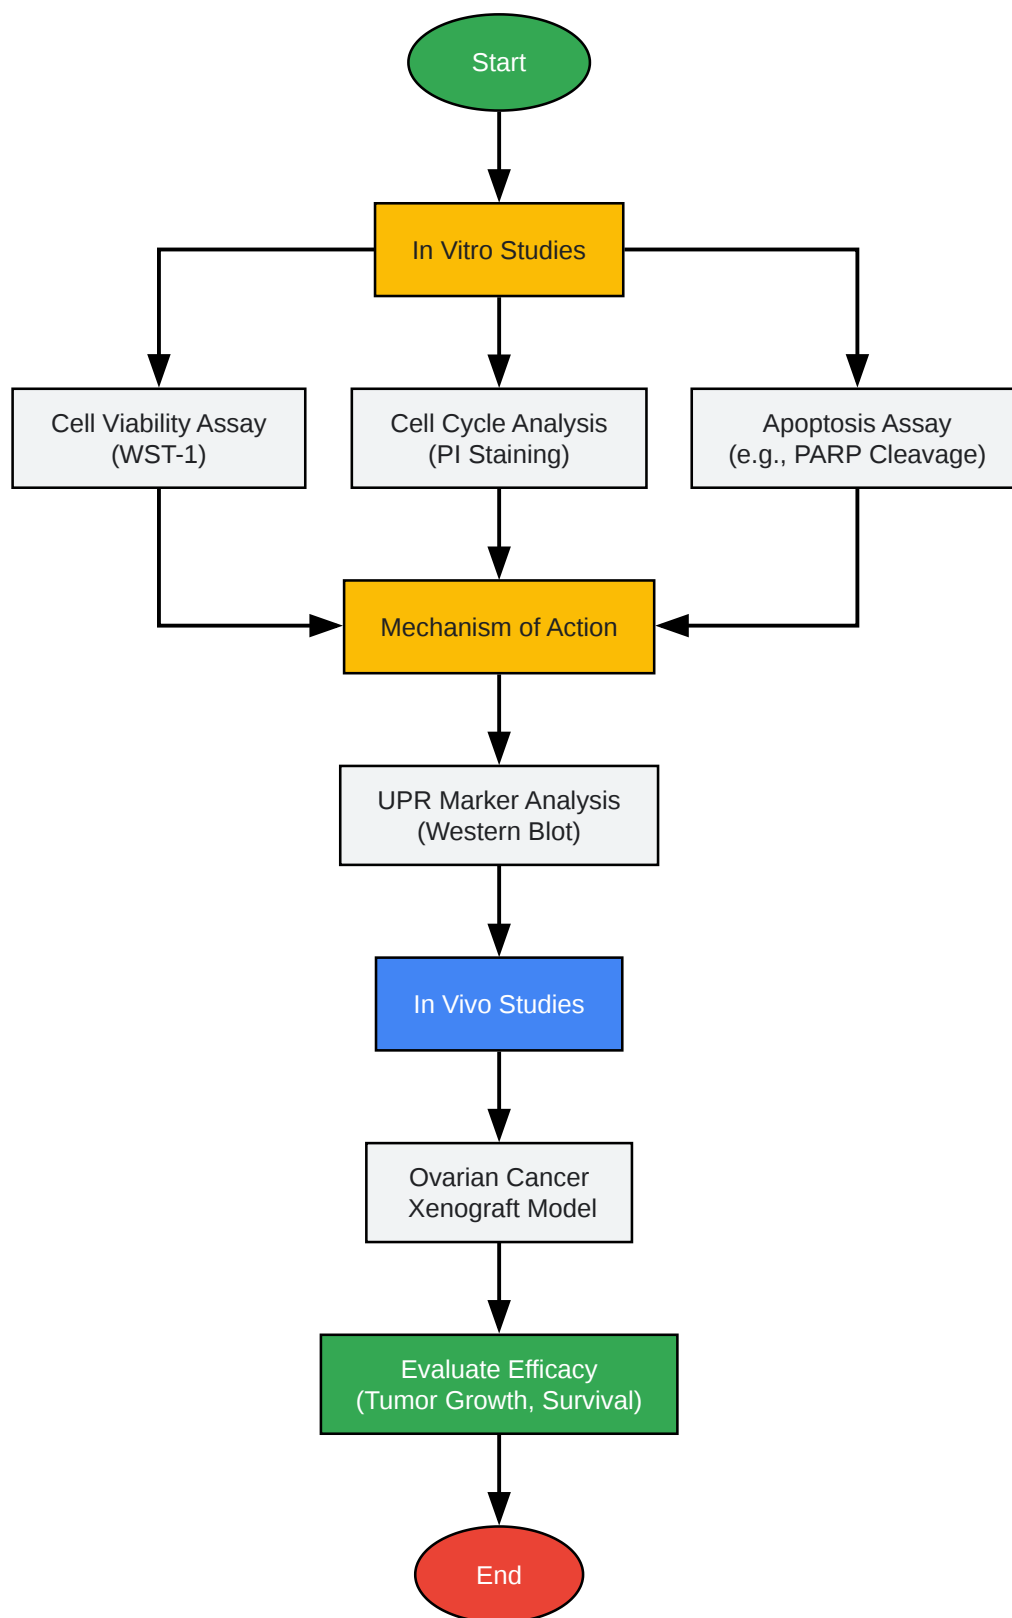 Start
In Vitro Studies
Cell Viability Assay
(WST-1)
Cell Cycle Analysis
(PI Staining)
Apoptosis Assay
(e.g., PARP Cleavage)
Mechanism of Action
UPR Marker Analysis
(Western Blot)
In Vivo Studies
Ovarian Cancer
Xenograft Model
Evaluate Efficacy
(Tumor Growth, Survival)
End